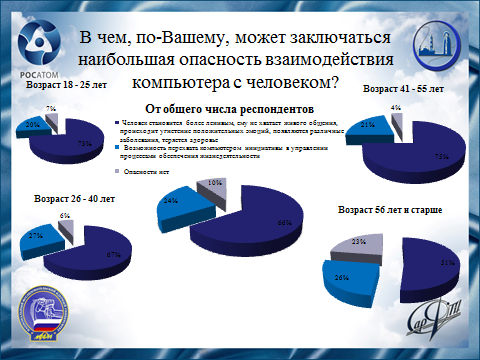 В чем, по-Вашему, может заключаться
наибольшая опасность взаимодействия
компьютера с человеком?
РОСАТОМ
Возраст 18 - 25 лет
7%
20%
73%
Возраст 41 - 55 лет
4%
21%
75%
От общего числа респондентов
Человек становится более ленивым, ему не хватает живого общения,
происходит угнетение положительных эмоций, появляются различные
заболевания, теряется здоровье
Возможность перехвата компьютером инициативы в управлении
процессами обеспечения жизнедеятельности
Опасности нет
10%
24%
66%
Возраст 26 - 40 лет
6%
27%
67%
Возраст 56 лет и старше
23%
26%
51%